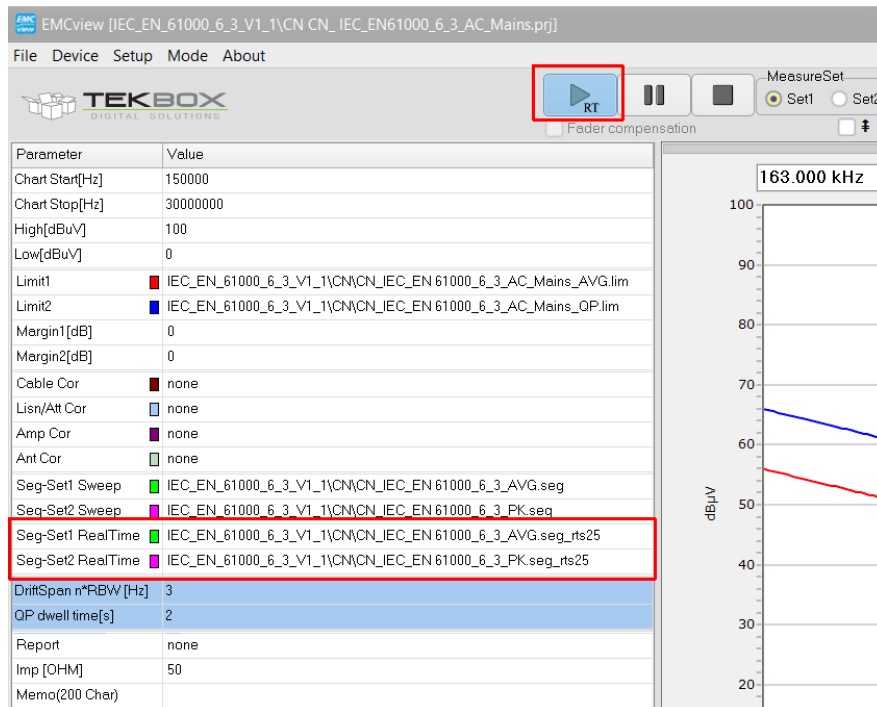 EMCview [IEC_EN_61000_6_3_V1_1\CN CN_ IEC_EN61000_6_3_AC_Mains.prj]
File Device Setup Mode About
TEKBOX
DIGITAL SOLUTIONS
RT
MeasureSet
Set1 Set2
Fader compensation
Parameter Value
Chart Start[Hz] 150000
Chart Stop[Hz] 30000000
High[dBuV] 100
Low[dBuV] 0
Limit1 IEC_EN_61000_6_3_V1_1\CN\CN_IEC_EN 61000_6_3_AC_Mains_AVG.lim
Limit2 IEC_EN_61000_6_3_V1_1\CN\CN_IEC_EN 61000_6_3_AC_Mains_QP.lim
Margin1[dB] 0
Margin2[dB] 0
Cable Cor none
Lisn/Att Cor none
Amp Cor none
Ant Cor none
Seg-Set1 Sweep IEC_EN_61000_6_3_V1_1\CN\CN_IEC_EN 61000_6_3_AVG.seg
Seg-Set2 Sweep IEC_EN_61000_6_3_V1_1\CN\CN_IEC_EN 61000_6_3_PK.seg
Seg-Set1 RealTime IEC_EN_61000_6_3_V1_1\CN\CN_IEC_EN 61000_6_3_AVG.seg_rts25
Seg-Set2 RealTime IEC_EN_61000_6_3_V1_1\CN\CN_IEC_EN 61000_6_3_PK.seg_rts25
DriftSpan n*RBW [Hz] 3
QP dwell time[s] 2
Report none
Imp [OHM] 50
Memo(200 Char)
163.000 kHz
100
90
80
70
60
50
40
30
20
dBµV